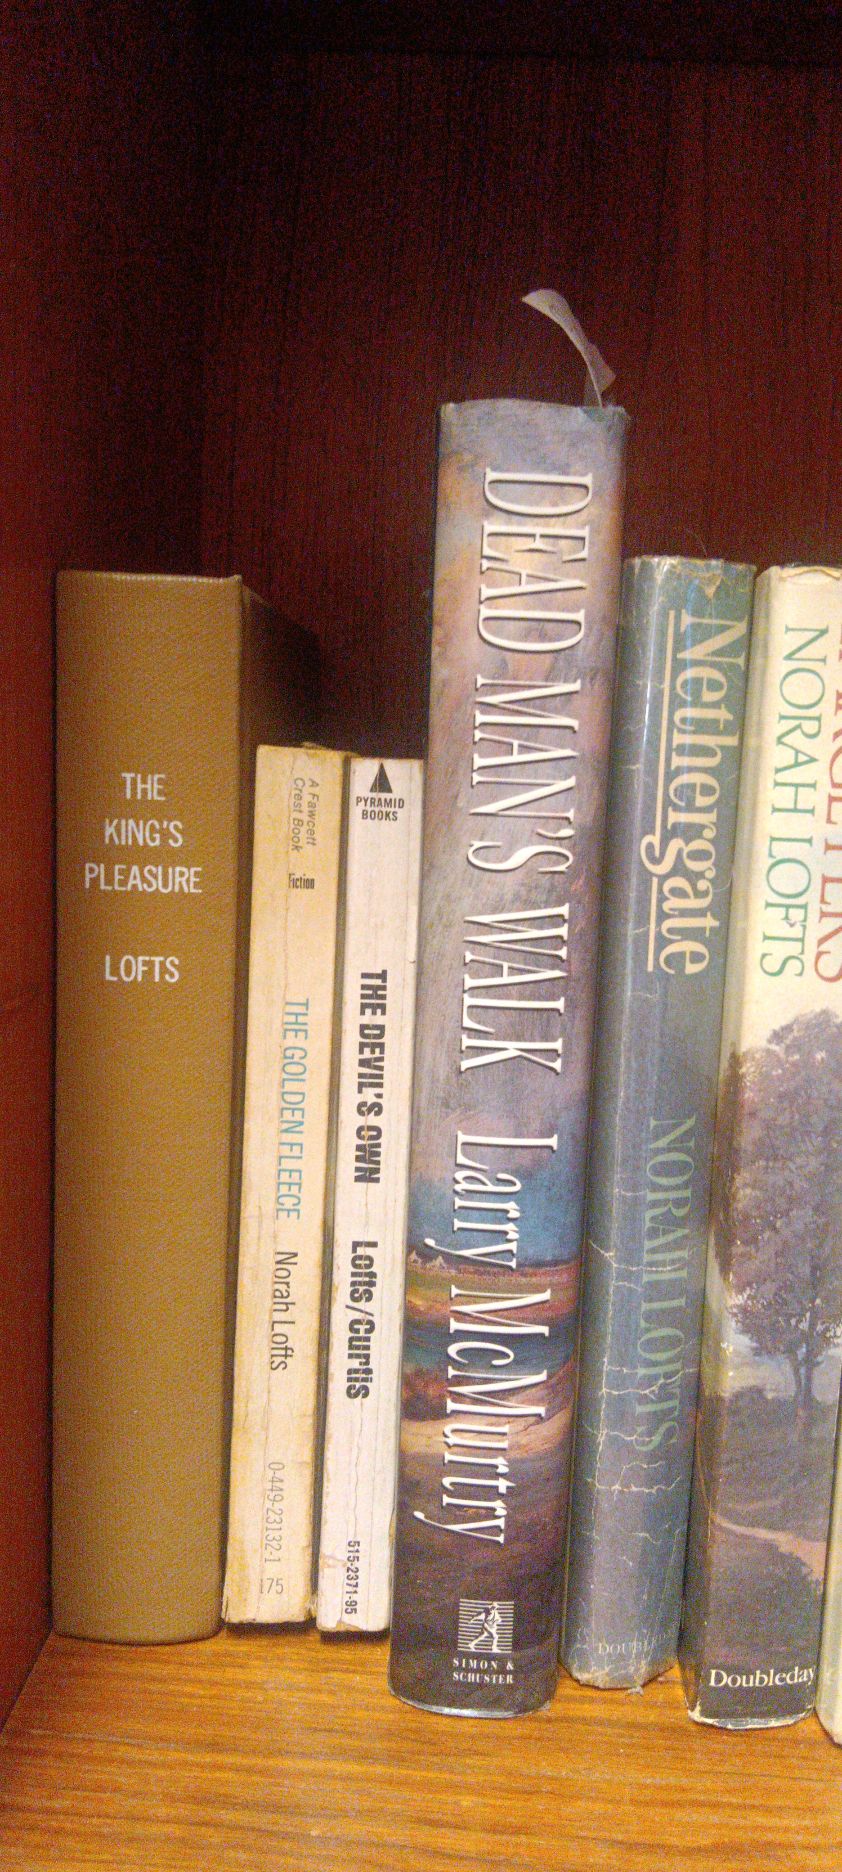 THE
KING'S
PLEASURE
LOFTS
A Fawcett
Crest Book
Fiction
THE GOLDEN FLEECE Norah Lofts
0-449-23132-1
175
PYRAMID
BOOKS
THE DEVIL'S OWN Lofts/Curtis
515-2371-95
DEAD MAN'S WALK Larry McMurtry
SIMON &
SCHUSTER
Nethergate NORAH LOFTS
NORAH LOFTS
Doubleday